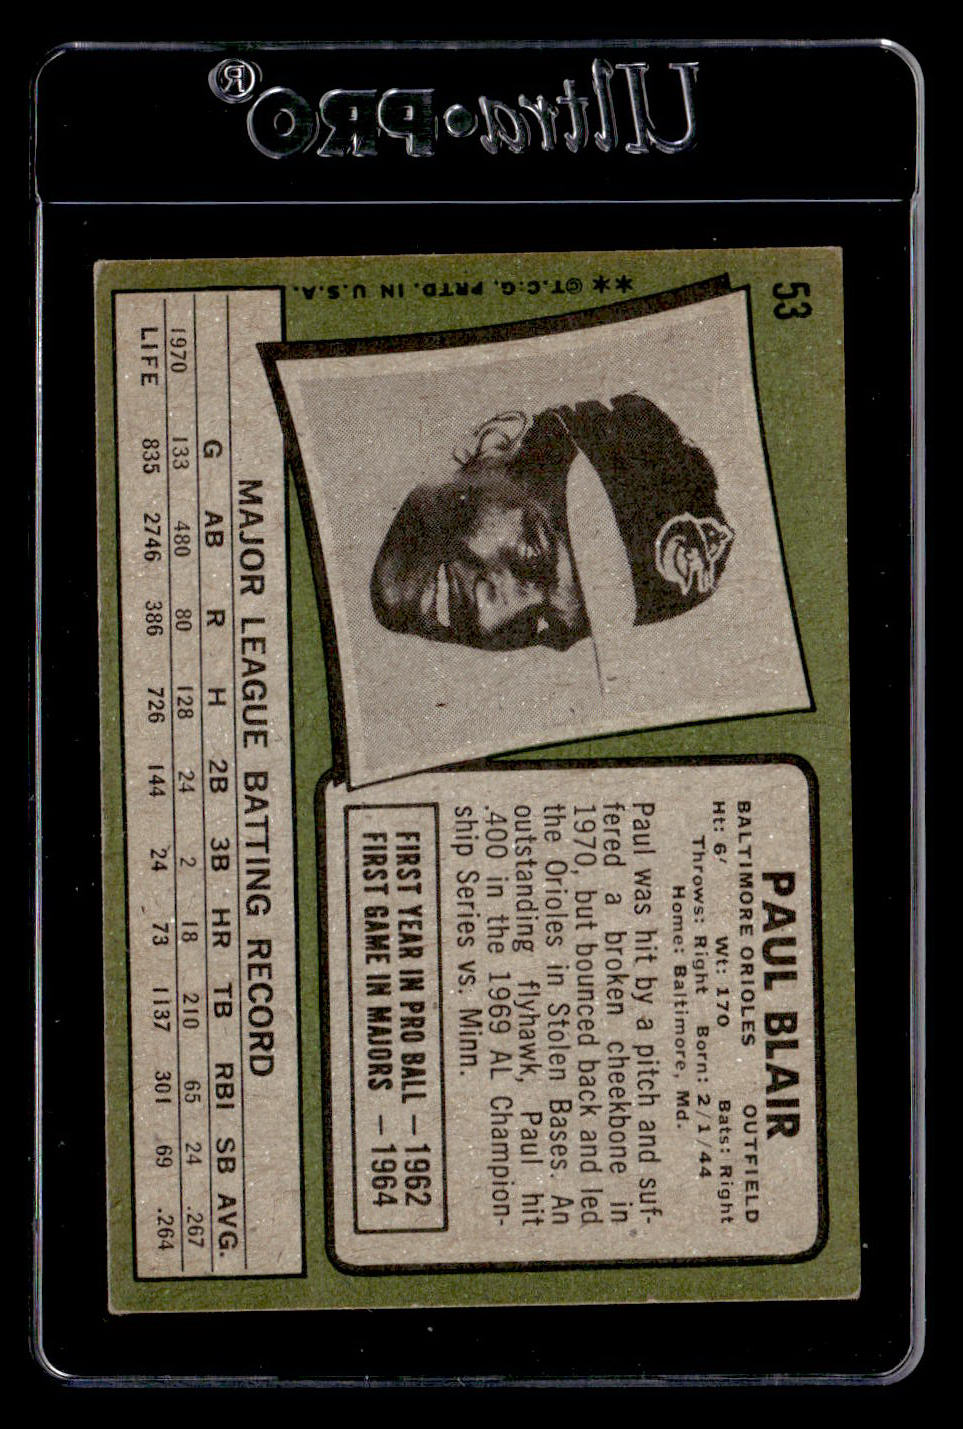 Ultra•PRO®
53
** ©T.C.G. PRTD. IN U.S.A.
PAUL BLAIR
BALTIMORE ORIOLES OUTFIELD
Ht: 6' Wt: 170 Bats: Right
Throws: Right Born: 2/1/44
Home: Baltimore, Md.
Paul was hit by a pitch and suf-
fered a broken cheekbone in
1970, but bounced back and led
the Orioles in Stolen Bases. An
outstanding flyhawk, Paul hit
.400 in the 1969 AL Champion-
ship Series vs. Minn.
FIRST YEAR IN PRO BALL — 1962
FIRST GAME IN MAJORS — 1964
MAJOR LEAGUE BATTING RECORD
G AB R H 2B 3B HR TB RBI SB AVG.
1970 133 480 80 128 24 2 18 210 65 24 .267
LIFE 835 2746 386 726 144 24 73 1137 301 69 .264